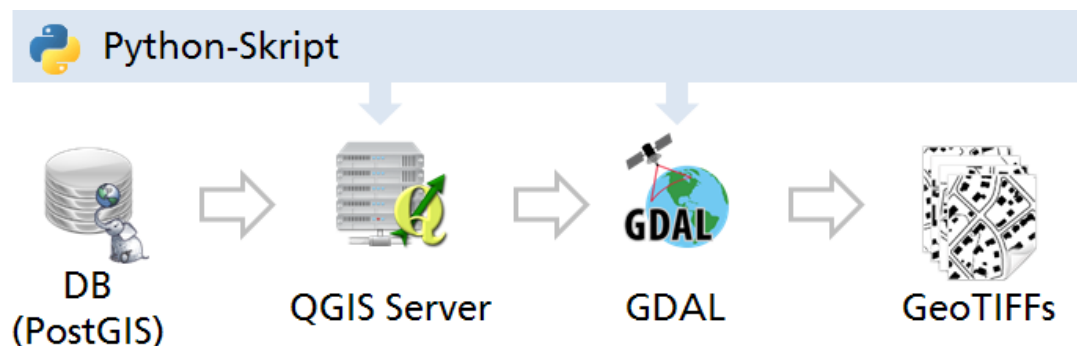 Python-Skript
GDAL
DB
(PostGIS)
QGIS Server
GDAL
GeoTIFFs